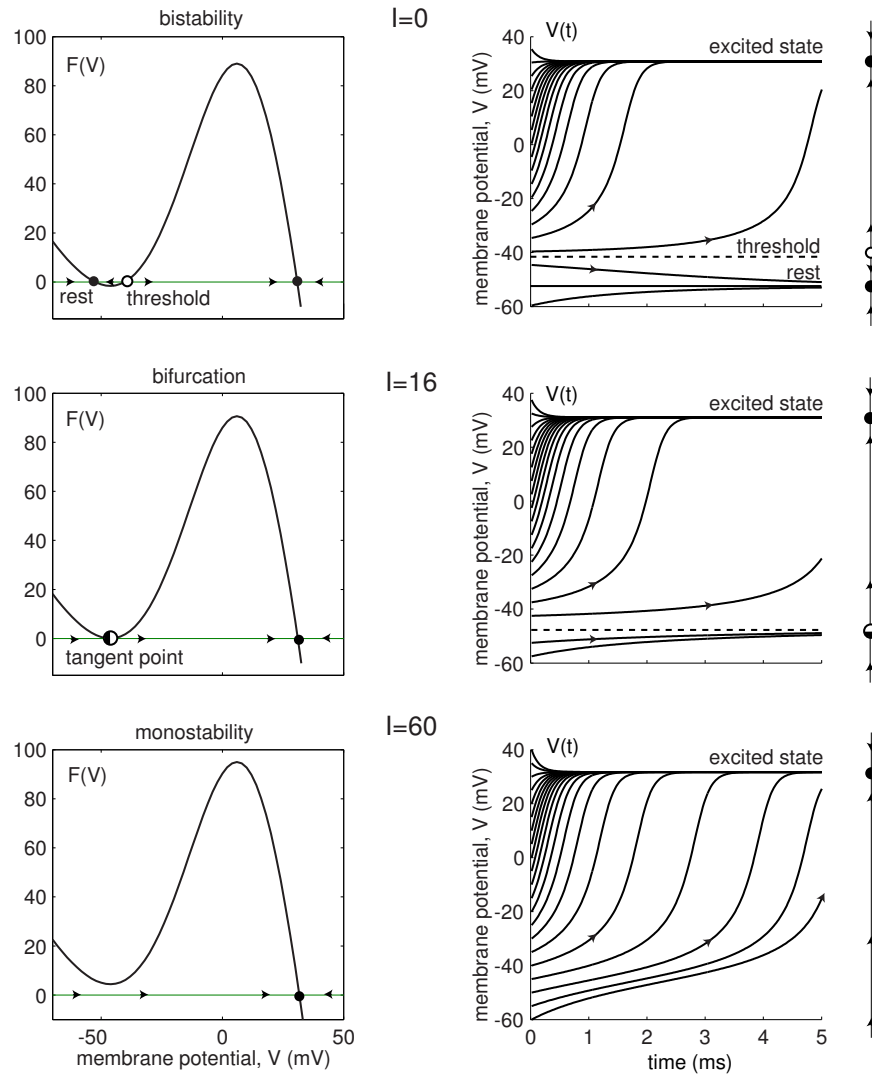 bistability
I=0
100
80
60
40
20
0
F(V)
rest
threshold
V(t)
excited state
threshold
rest
membrane potential, V (mV)
40
20
0
-20
-40
-60
bifurcation
I=16
100
80
60
40
20
0
F(V)
tangent point
V(t)
excited state
membrane potential, V (mV)
40
20
0
-20
-40
-60
monostability
I=60
100
80
60
40
20
0
F(V)
-50 0 50
membrane potential, V (mV)
V(t)
excited state
membrane potential, V (mV)
40
20
0
-20
-40
-60
0 1 2 3 4 5
time (ms)